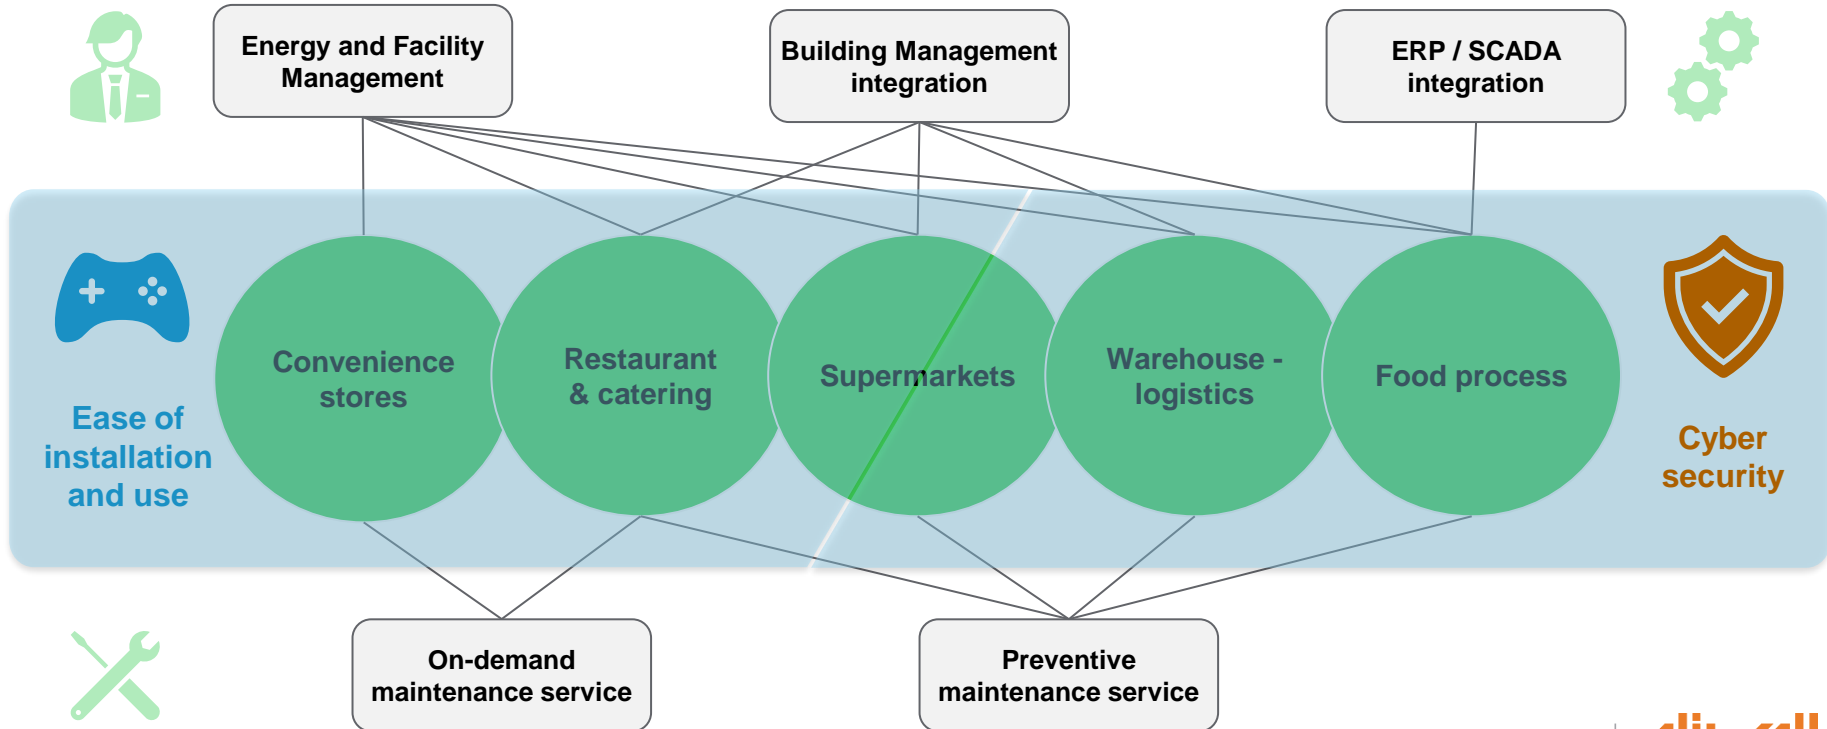 Energy and Facility
Management
Building Management
integration
ERP / SCADA
integration
Ease of
installation
and use
Convenience
stores
Restaurant
& catering
Supermarkets
Warehouse -
logistics
Food process
Cyber
security
On-demand
maintenance service
Preventive
maintenance service